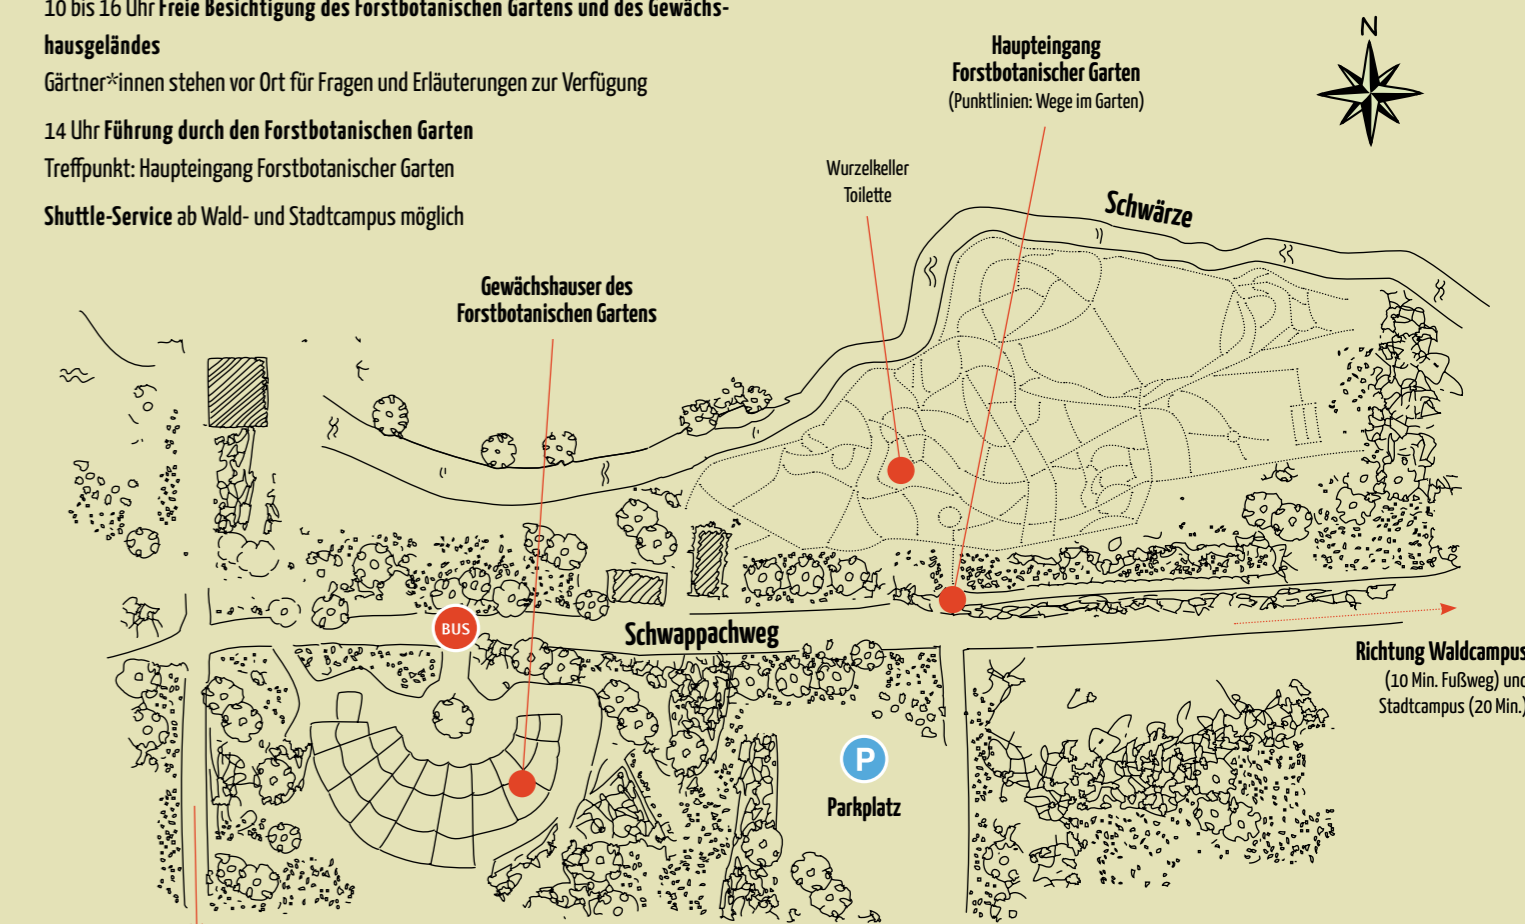 10 bis 16 Uhr Freie Besichtigung des Forstbotanischen Gartens und des Gewächs-
hausgeländes
Gärtner*innen stehen vor Ort für Fragen und Erläuterungen zur Verfügung
14 Uhr Führung durch den Forstbotanischen Garten
Treffpunkt: Haupteingang Forstbotanischer Garten
Shuttle-Service ab Wald- und Stadtcampus möglich
N
Haupteingang
Forstbotanischer Garten
(Punktlinien: Wege im Garten)
Wurzelkeller
Toilette
Schwärze
Gewächshauser des
Forstbotanischen Gartens
BUS
Schwappachweg
Richtung Waldcampus
(10 Min. Fußweg) und
Stadtcampus (20 Min.)
P
Parkplatz